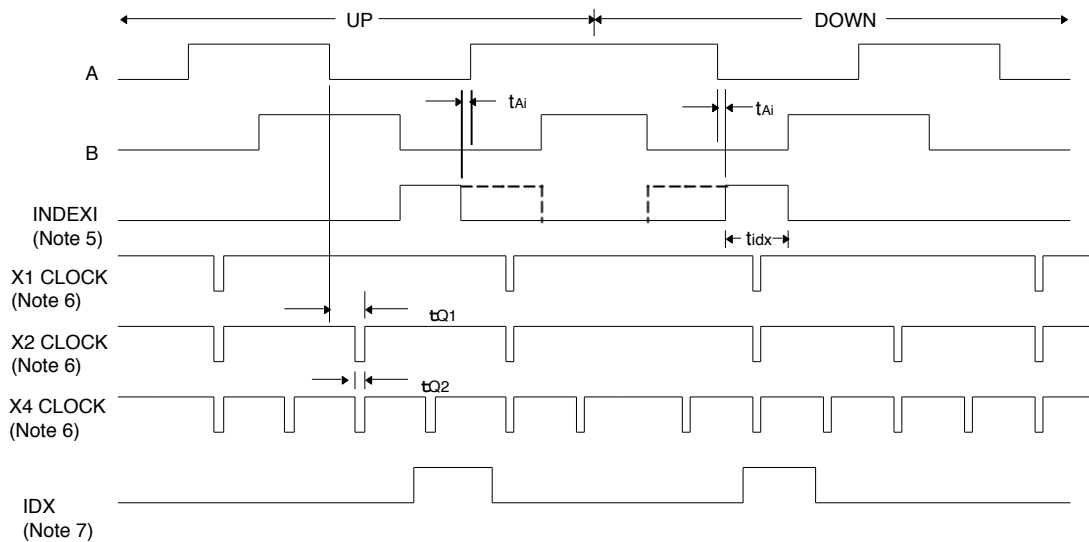 UP DOWN
A
tAi tAi
B
INDEXI
(Note 5)
tidx
X1 CLOCK
(Note 6)
tQ1
X2 CLOCK
(Note 6)
tQ2
X4 CLOCK
(Note 6)
IDX
(Note 7)